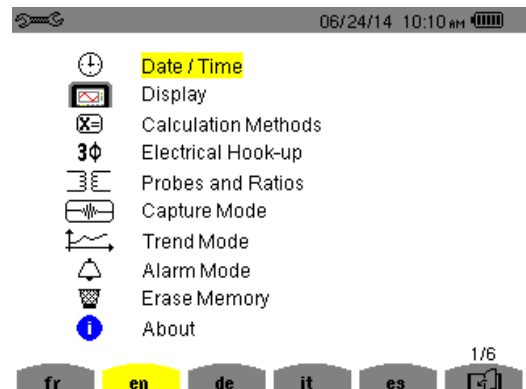 06/24/14 10:10 AM
Date / Time
Display
X= Calculation Methods
3Φ Electrical Hook-up
Probes and Ratios
Capture Mode
Trend Mode
Alarm Mode
Erase Memory
i About
1/6
fr en de it es